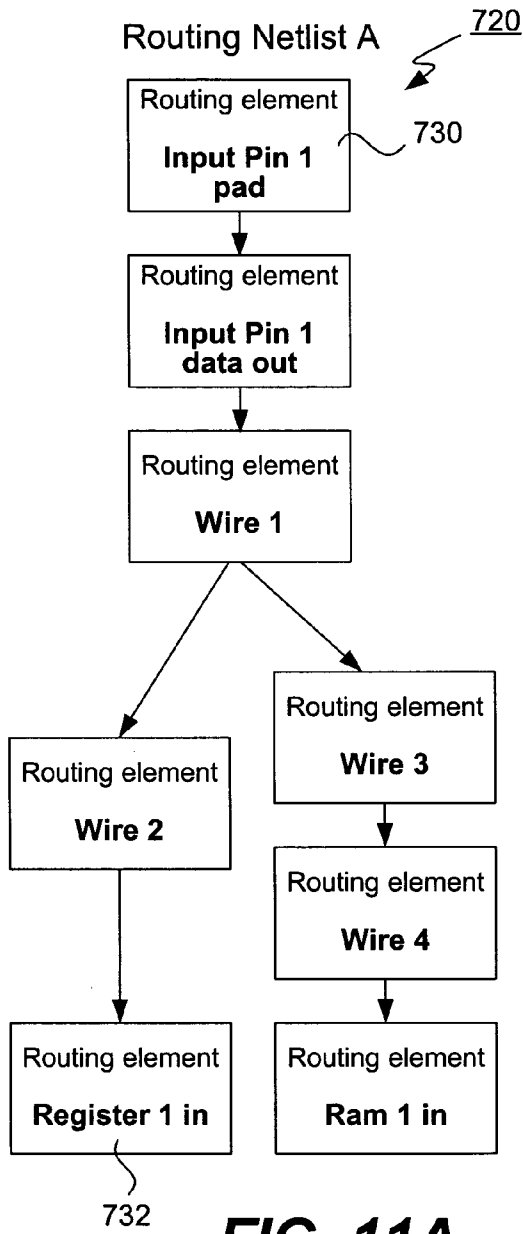 Routing Netlist A
720
Routing element
Input Pin 1
pad
730
Routing element
Input Pin 1
data out
Routing element
Wire 1
Routing element
Wire 3
Routing element
Wire 2
Routing element
Wire 4
Routing element
Register 1 in
Routing element
Ram 1 in
732
FIG. 11A